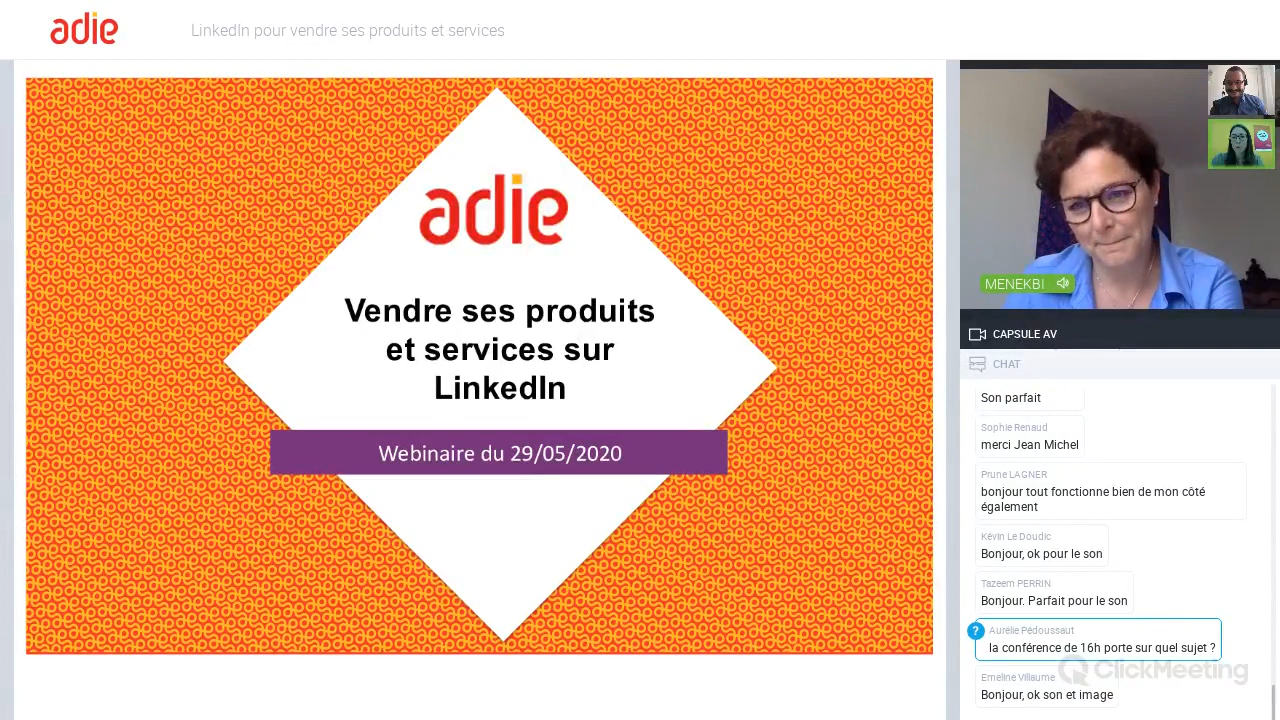 adie
LinkedIn pour vendre ses produits et services
adie
Vendre ses produits
et services sur
LinkedIn
Webinaire du 29/05/2020
MENEKBI
CAPSULE AV
CHAT
Son parfait
Sophie Renaud
merci Jean Michel
Prune LAGNER
bonjour tout fonctionne bien de mon côté
également
Kévin Le Doudic
Bonjour, ok pour le son
Tazeem PERRIN
Bonjour. Parfait pour le son
?
Aurélie Pédoussaut
la conférence de 16h porte sur quel sujet ?
ClickMeeting
Emeline Villaume
Bonjour, ok son et image